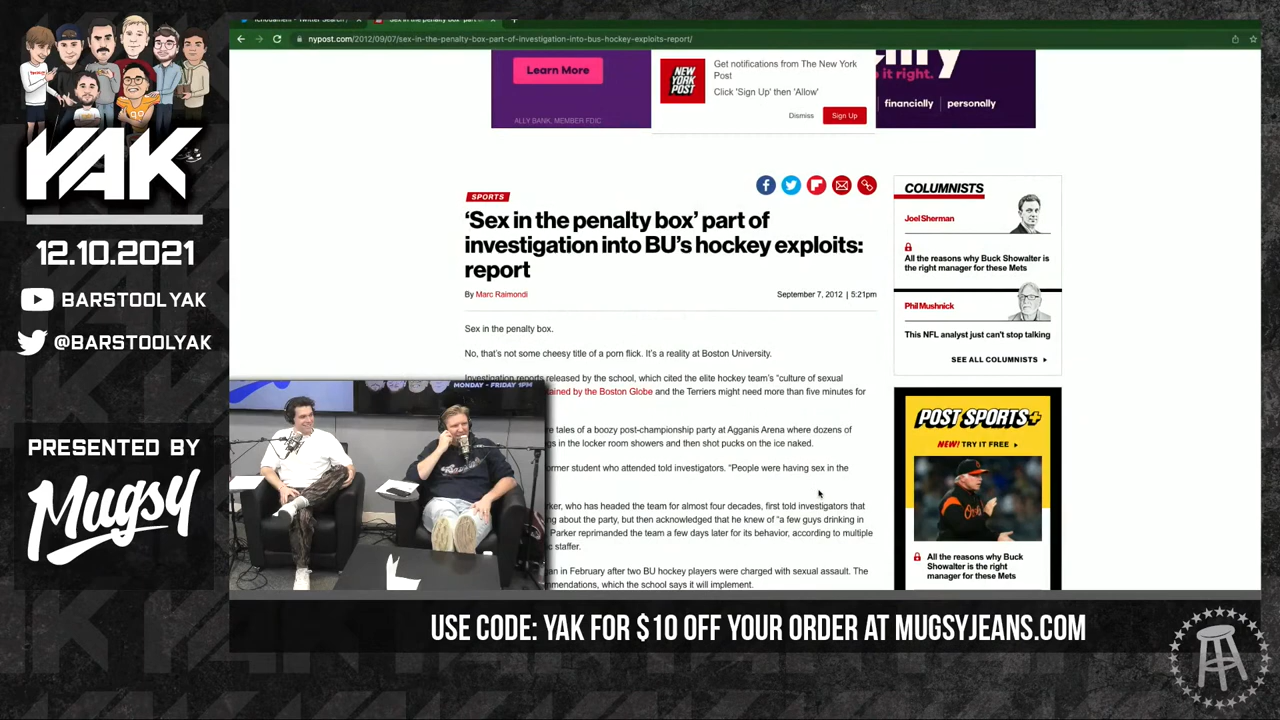 YAK
12.10.2021
BARSTOOL YAK
@BARSTOOLYAK
PRESENTED BY
Mugsy
nypost.com/2012/09/07/sex-in-the-penalty-box-part-of-investigation-into-bus-hockey-exploits-report/
Learn More
ALLY BANK, MEMBER FDIC
NEW YORK POST
Get notifications from The New York
Post
Click 'Sign Up' then 'Allow'
Dismiss
Sign Up
it right.
financially | personally
SPORTS
‘Sex in the penalty box’ part of
investigation into BU’s hockey exploits:
report
By Marc Raimondi
September 7, 2012 | 5:21pm
Sex in the penalty box.
No, that’s not some cheesy title of a porn flick. It’s a reality at Boston University.
Investigation reports released by the school, which cited the elite hockey team’s “culture of sexual
ained by the Boston Globe and the Terriers might need more than five minutes for
re tales of a boozy post-championship party at Agganis Arena where dozens of
gs in the locker room showers and then shot pucks on the ice naked.
ormer student who attended told investigators. “People were having sex in the
ker, who has headed the team for almost four decades, first told investigators that
ng about the party, but then acknowledged that he knew of “a few guys drinking in
Parker reprimanded the team a few days later for its behavior, according to multiple
c staffer.
an in February after two BU hockey players were charged with sexual assault. The
mmendations, which the school says it will implement.
COLUMNISTS
Joel Sherman
All the reasons why Buck Showalter is
the right manager for these Mets
Phil Mushnick
This NFL analyst just can't stop talking
SEE ALL COLUMNISTS
POST SPORTS+
NEW! TRY IT FREE
All the reasons why Buck
Showalter is the right
manager for these Mets
MONDAY - FRIDAY 1PM
USE CODE: YAK FOR $10 OFF YOUR ORDER AT MUGSYJEANS.COM